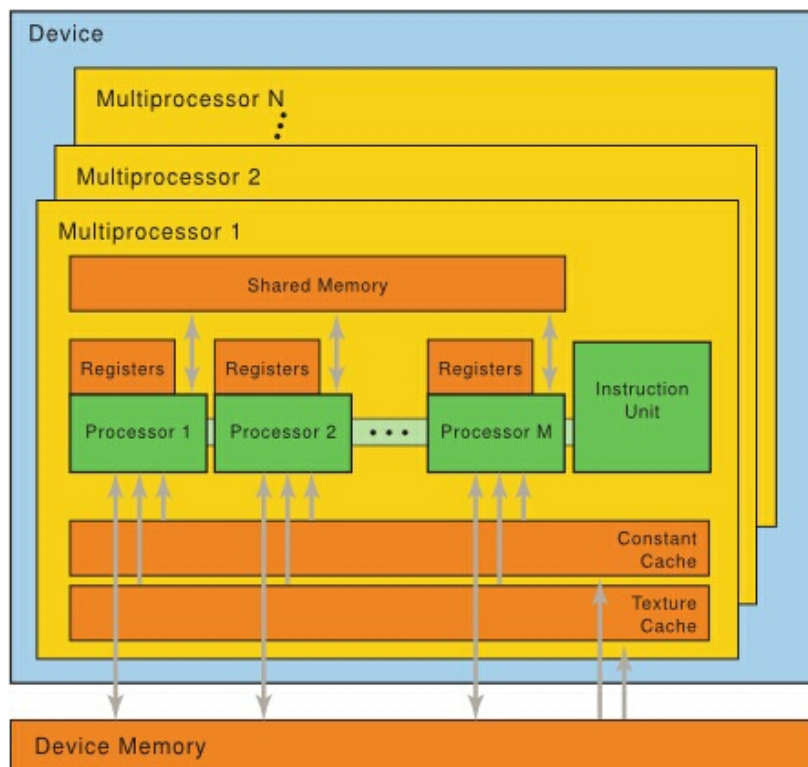 Device
Multiprocessor N
Multiprocessor 2
Multiprocessor 1
Shared Memory
Registers
Registers
Registers
Instruction
Unit
Processor 1
Processor 2
Processor M
Constant
Cache
Texture
Cache
Device Memory